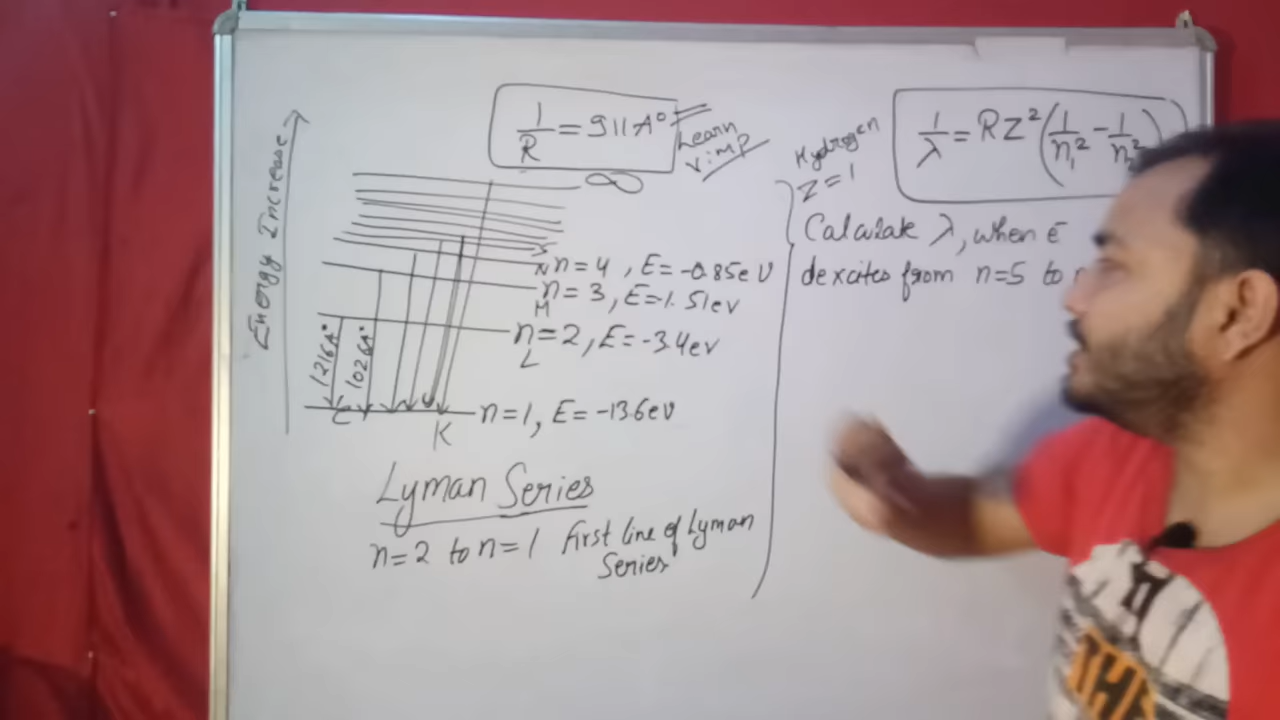 Energy Increase
1/R = 911A°
Learn
v.imp
∞
Hydrogen
Z = 1
1/λ = RZ²(1/n₁² - 1/n₂²)
n = 4, E = -0.85eV
N
n = 3, E = 1.51ev
M
n = 2, E = -3.4ev
L
1216A°
1026A°
n = 1, E = -13.6ev
K
Lyman Series
n = 2 to n = 1 First line of Lyman
Series
Calculate λ, when e⁻
dexcites from n=5 to